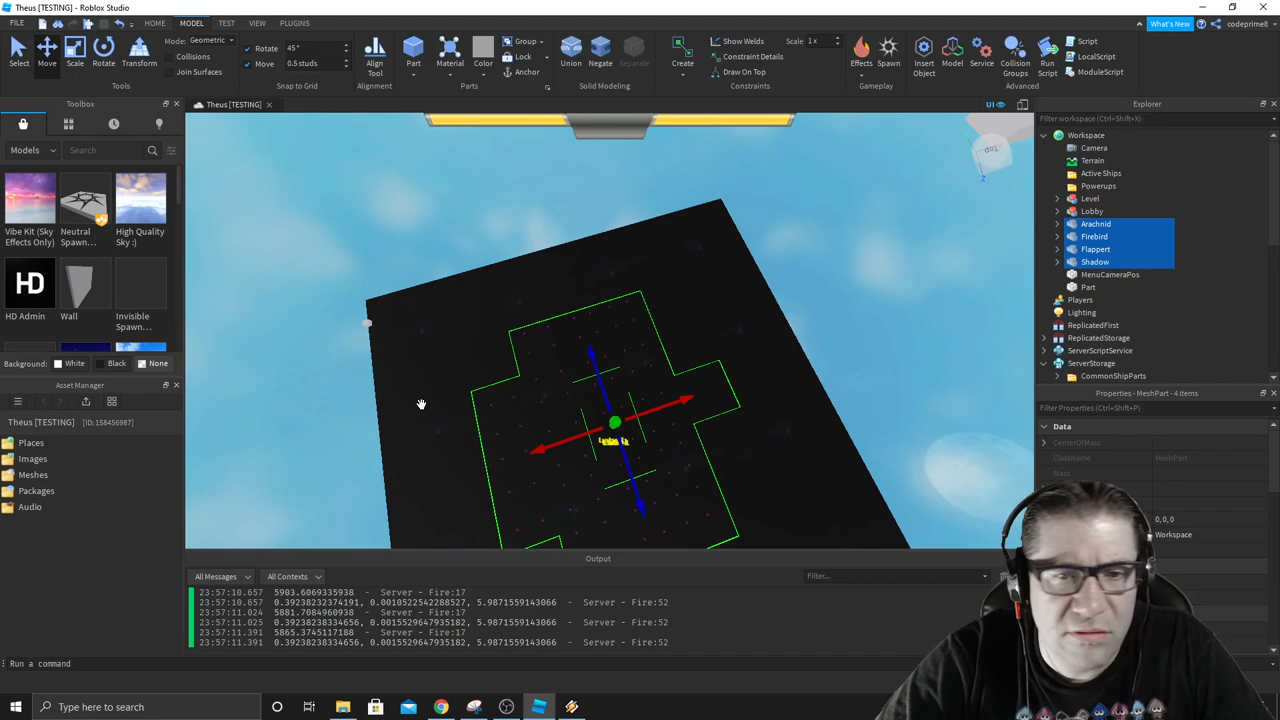 Theus [TESTING] - Roblox Studio
FILE HOME MODEL TEST VIEW PLUGINS What's New codeprime8
Select Move Scale Rotate Transform
Mode: Geometric
Collisions
Join Surfaces
Tools
Rotate 45°
Move 0.5 studs
Snap to Grid
Align Tool
Alignment
Part Material Color
Group
Lock
Anchor
Parts
Union Negate Separate
Solid Modeling
Create
Show Welds Scale 1 x
Constraint Details
Draw On Top
Constraints
Effects Spawn
Gameplay
Insert Object Model Service Collision Groups Run Script
Script
LocalScript
ModuleScript
Advanced
Toolbox
Models Search
Vibe Kit (Sky Effects Only) Neutral Spawn... High Quality Sky :)
HD
HD Admin Wall Invisible Spawn...
Background: White Black None
Asset Manager
Theus [TESTING] [ID:158456987]
Places
Images
Meshes
Packages
Audio
Theus [TESTING] UI
Top
Z
Explorer
Filter workspace (Ctrl+Shift+X)
Workspace
Camera
Terrain
Active Ships
Powerups
Level
Lobby
Arachnid
Firebird
Flappert
Shadow
MenuCameraPos
Part
Players
Lighting
ReplicatedFirst
ReplicatedStorage
ServerScriptService
ServerStorage
CommonShipParts
Properties - MeshPart - 4 items
Filter Properties (Ctrl+Shift+P)
Data
CenterOfMass
ClassName MeshPart
Mass
0,0,0
Workspace
Output
All Messages All Contexts Filter...
23:57:10.657 5903.6069335938 - Server - Fire:17
23:57:10.657 0.39238232374191, 0.0010522542288527, 5.9871559143066 - Server - Fire:52
23:57:11.024 5881.7084960938 - Server - Fire:17
23:57:11.025 0.39238238334656, 0.0015529647935182, 5.9871559143066 - Server - Fire:52
23:57:11.391 5865.3745117188 - Server - Fire:17
23:57:11.391 0.39238238334656, 0.0015529647935182, 5.9871559143066 - Server - Fire:52
Run a command
Type here to search